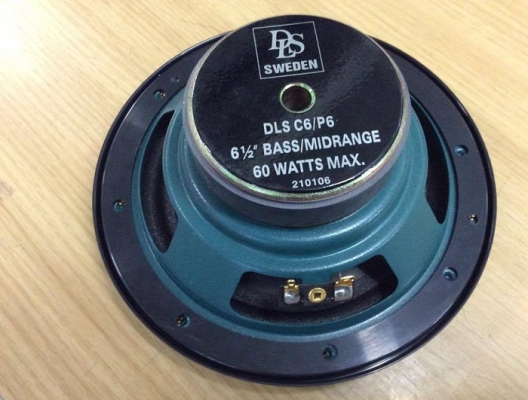 DLS
SWEDEN
DLS C6/P6
6½" BASS/MIDRANGE
60 WATTS MAX.
210106